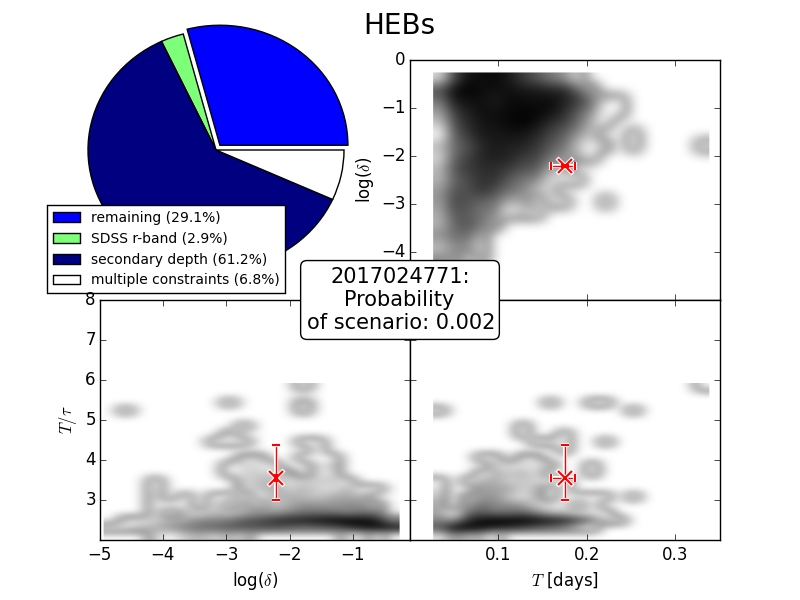 HEBs
remaining (29.1%)
SDSS r-band (2.9%)
secondary depth (61.2%)
multiple constraints (6.8%)
0
−1
−2
−3
−4
log(δ)
2017024771:
Probability
of scenario: 0.002
8
7
6
5
4
3
T/τ
−5 −4 −3 −2 −1
log(δ)
0.1 0.2 0.3
T [days]